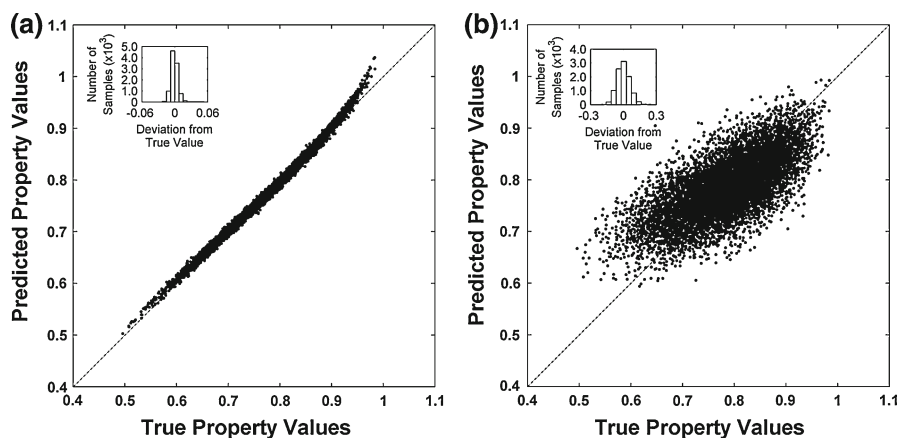 (a)
Predicted Property Values
1.1
1
0.9
0.8
0.7
0.6
0.5
0.4
0.4 0.5 0.6 0.7 0.8 0.9 1 1.1
True Property Values
Number of
Samples (x10³)
5.0
4.0
3.0
2.0
1.0
0
-0.06 0 0.06
Deviation from
True Value
(b)
Predicted Property Values
1.1
1
0.9
0.8
0.7
0.6
0.5
0.4
0.4 0.5 0.6 0.7 0.8 0.9 1 1.1
True Property Values
Number of
Samples (x10³)
4.0
3.0
2.0
1.0
0
-0.3 0 0.3
Deviation from
True Value